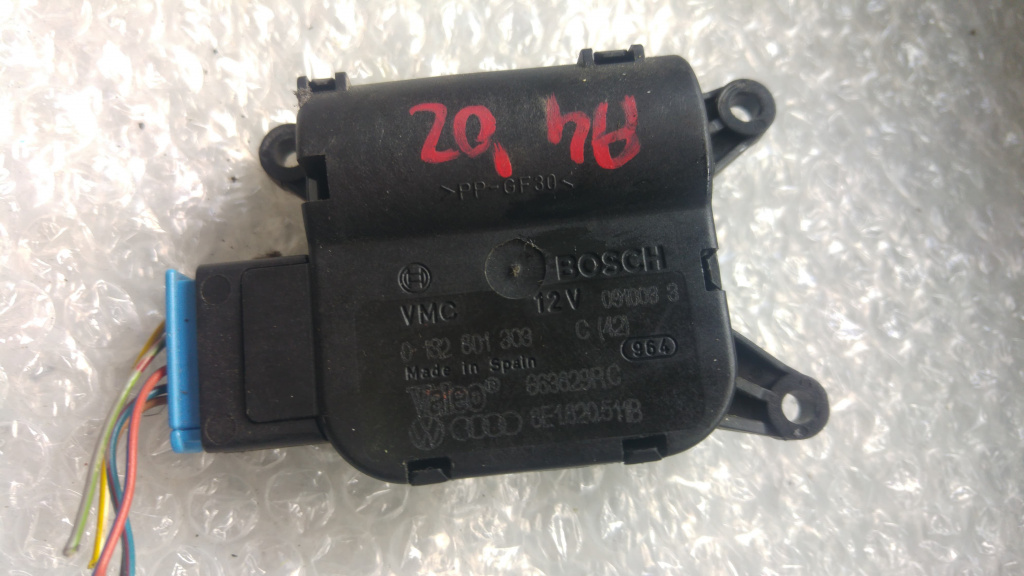 A4 '02
>PP-GF30<
BOSCH
VMC 12V 091009 3
0 132 801 303 C (42)
Made in Spain 964
Valeo® 663629RC
8E1820511B